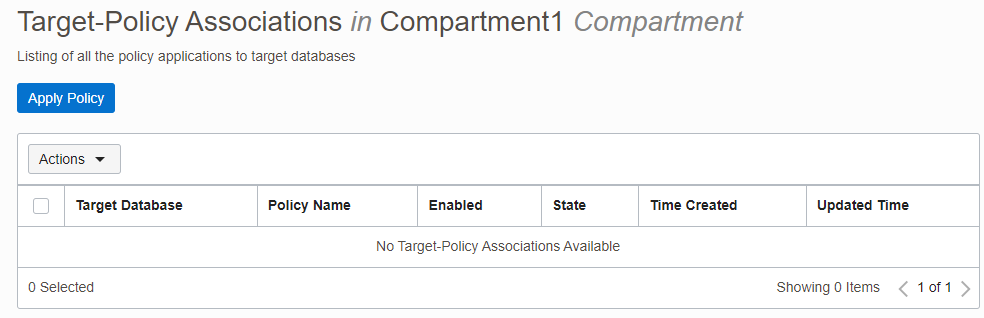 Target-Policy Associations in Compartment1 Compartment
Listing of all the policy applications to target databases
Apply Policy
Actions
Target Database Policy Name Enabled State Time Created Updated Time
No Target-Policy Associations Available
0 Selected Showing 0 Items 1 of 1